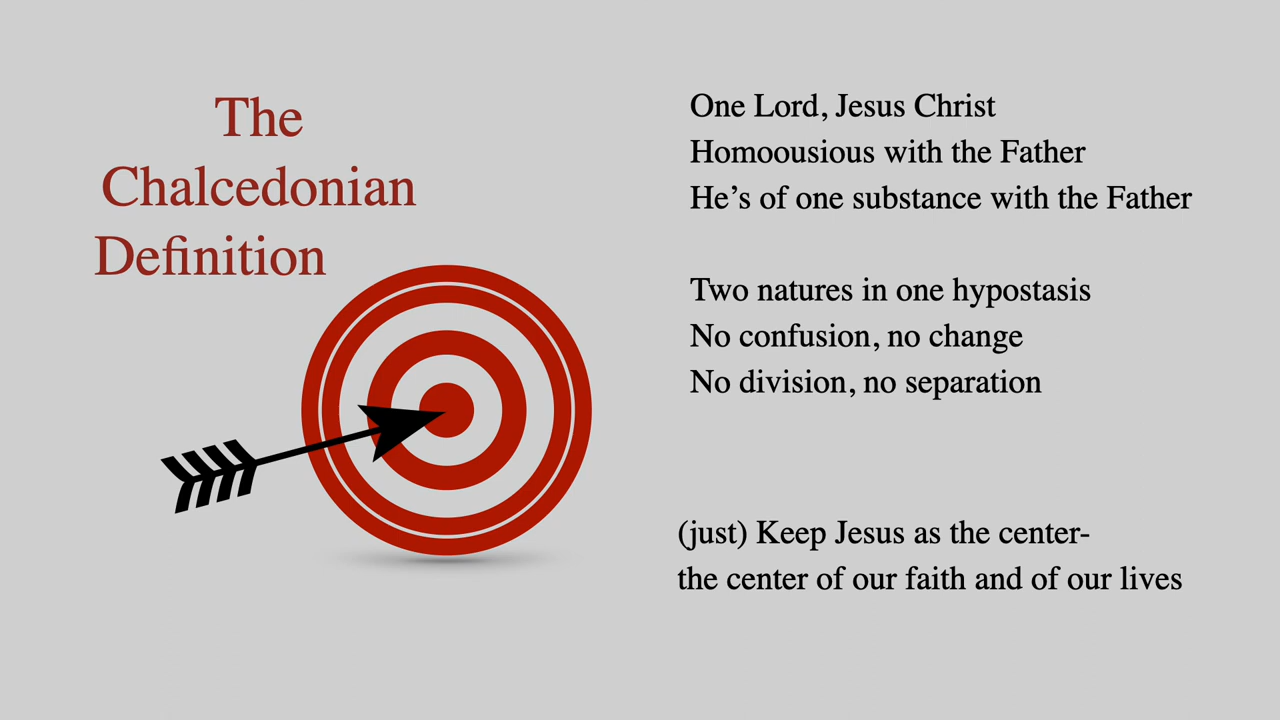 The
Chalcedonian
Definition
One Lord, Jesus Christ
Homoousious with the Father
He’s of one substance with the Father
Two natures in one hypostasis
No confusion, no change
No division, no separation
(just) Keep Jesus as the center-
the center of our faith and of our lives